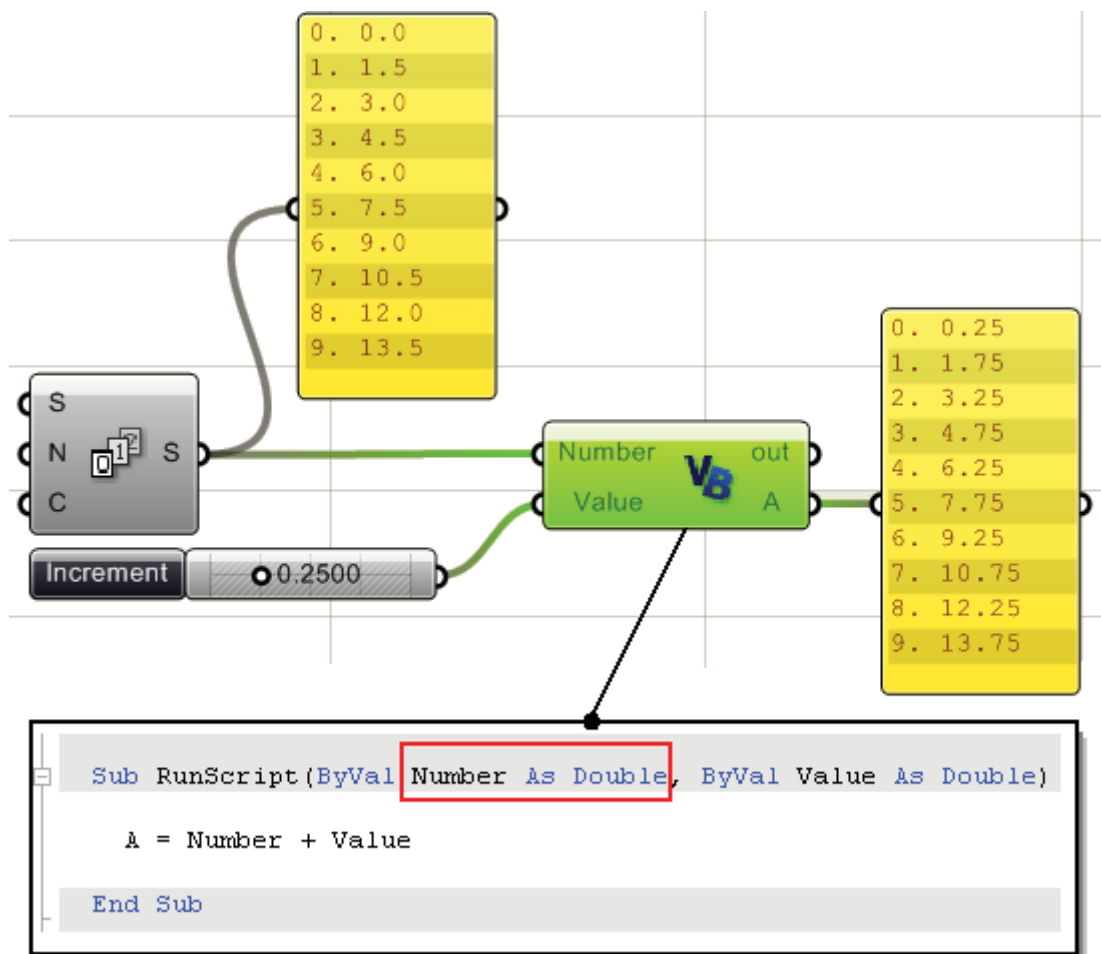 0. 0.0
1. 1.5
2. 3.0
3. 4.5
4. 6.0
5. 7.5
6. 9.0
7. 10.5
8. 12.0
9. 13.5
S
N
C
S
0 1 2
Increment
0.2500
Number
Value
VB
out
A
0. 0.25
1. 1.75
2. 3.25
3. 4.75
4. 6.25
5. 7.75
6. 9.25
7. 10.75
8. 12.25
9. 13.75
Sub RunScript(ByVal Number As Double, ByVal Value As Double)
A = Number + Value
End Sub